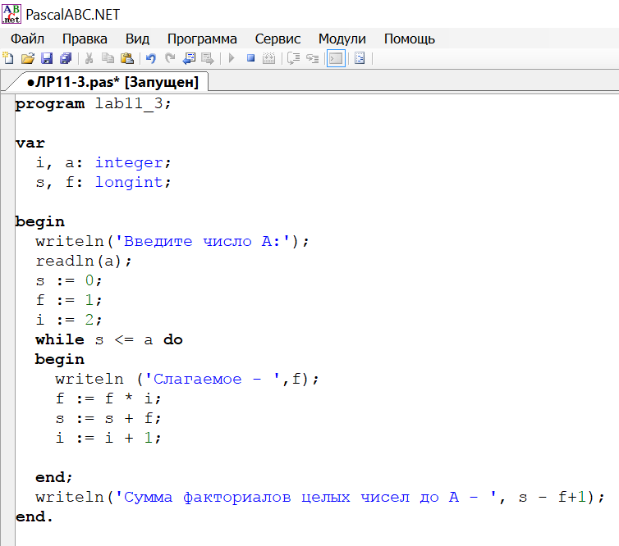 PascalABC.NET
Файл Правка Вид Программа Сервис Модули Помощь
●ЛР11-3.pas* [Запущен]
program lab11_3;
var
i, a: integer;
s, f: longint;
begin
writeln('Введите число А:');
readln(a);
s := 0;
f := 1;
i := 2;
while s <= a do
begin
writeln ('Слагаемое - ',f);
f := f * i;
s := s + f;
i := i + 1;
end;
writeln('Сумма факториалов целых чисел до А - ', s - f+1);
end.